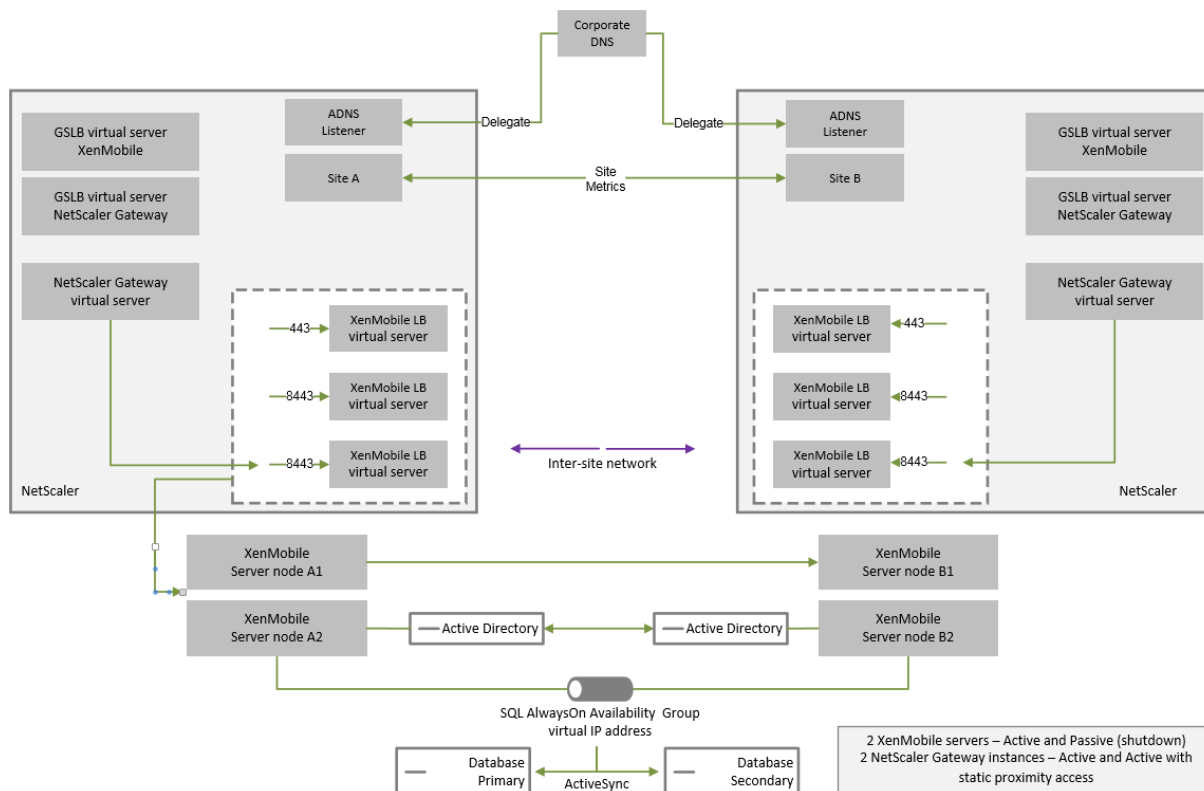 Corporate
DNS
ADNS
Listener
Delegate
Delegate
ADNS
Listener
GSLB virtual server
XenMobile
GSLB virtual server
XenMobile
Site A
Site
Metrics
Site B
GSLB virtual server
NetScaler Gateway
GSLB virtual server
NetScaler Gateway
NetScaler Gateway
virtual server
NetScaler Gateway
virtual server
443
XenMobile LB
virtual server
XenMobile LB
virtual server
443
8443
XenMobile LB
virtual server
XenMobile LB
virtual server
8443
8443
XenMobile LB
virtual server
Inter-site network
XenMobile LB
virtual server
8443
NetScaler
NetScaler
XenMobile
Server node A1
XenMobile
Server node B1
XenMobile
Server node A2
Active Directory
Active Directory
XenMobile
Server node B2
SQL AlwaysOn Availability Group
virtual IP address
Database
Primary
ActiveSync
Database
Secondary
2 XenMobile servers – Active and Passive (shutdown)
2 NetScaler Gateway instances – Active and Active with
static proximity access